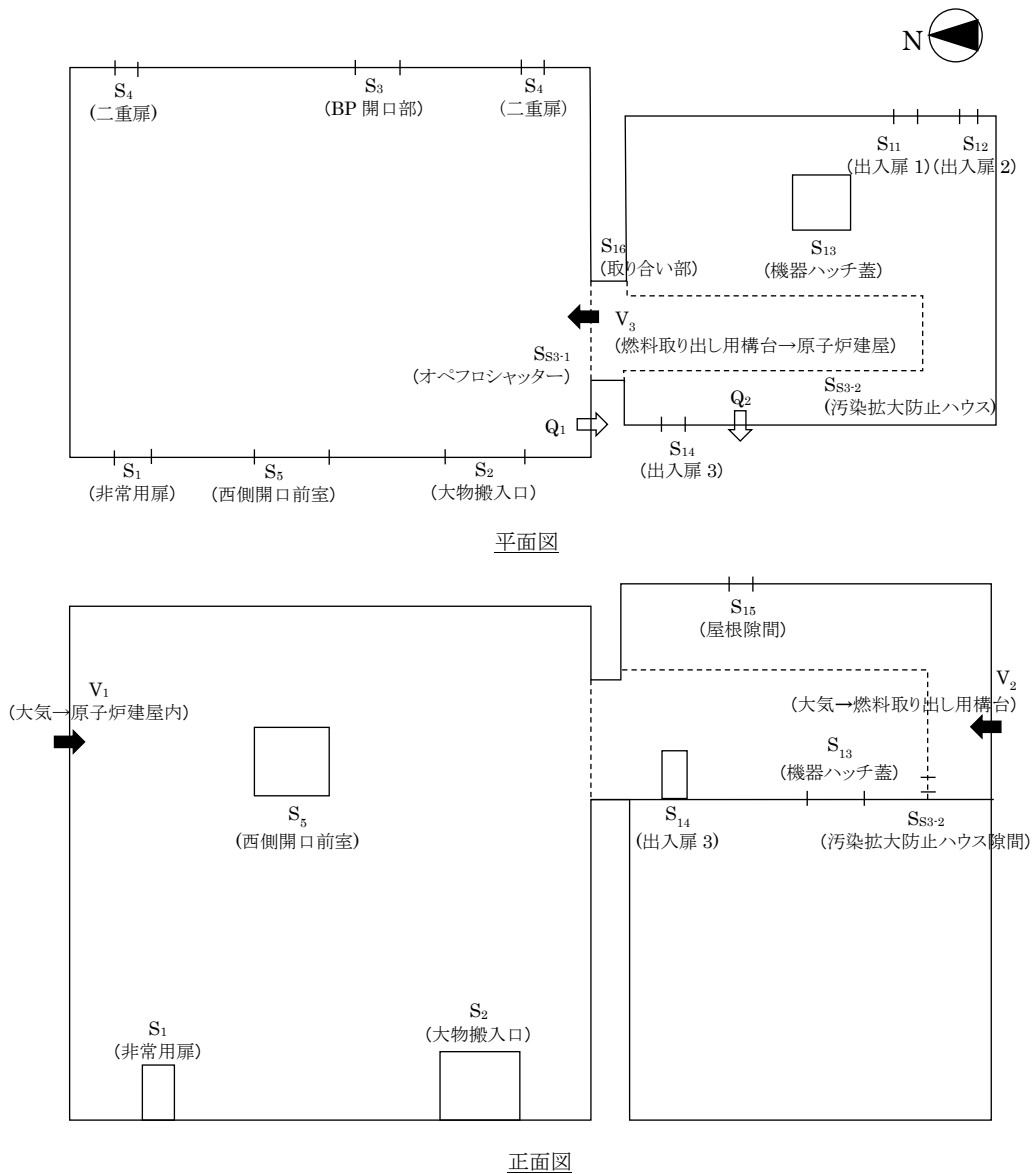 N
S4
(二重扉)
S3
(BP 開口部)
S4
(二重扉)
S11
(出入扉 1)
S12
(出入扉 2)
S16
(取り合い部)
S13
(機器ハッチ蓋)
V3
(燃料取り出し用構台→原子炉建屋)
SS3-1
(オペフロシャッター)
SS3-2
(汚染拡大防止ハウス)
Q1
Q2
S14
(出入扉 3)
S1
(非常用扉)
S5
(西側開口前室)
S2
(大物搬入口)
平面図
S15
(屋根隙間)
V1
(大気→原子炉建屋内)
V2
(大気→燃料取り出し用構台)
S13
(機器ハッチ蓋)
S5
(西側開口前室)
S14
(出入扉 3)
SS3-2
(汚染拡大防止ハウス隙間)
S1
(非常用扉)
S2
(大物搬入口)
正面図